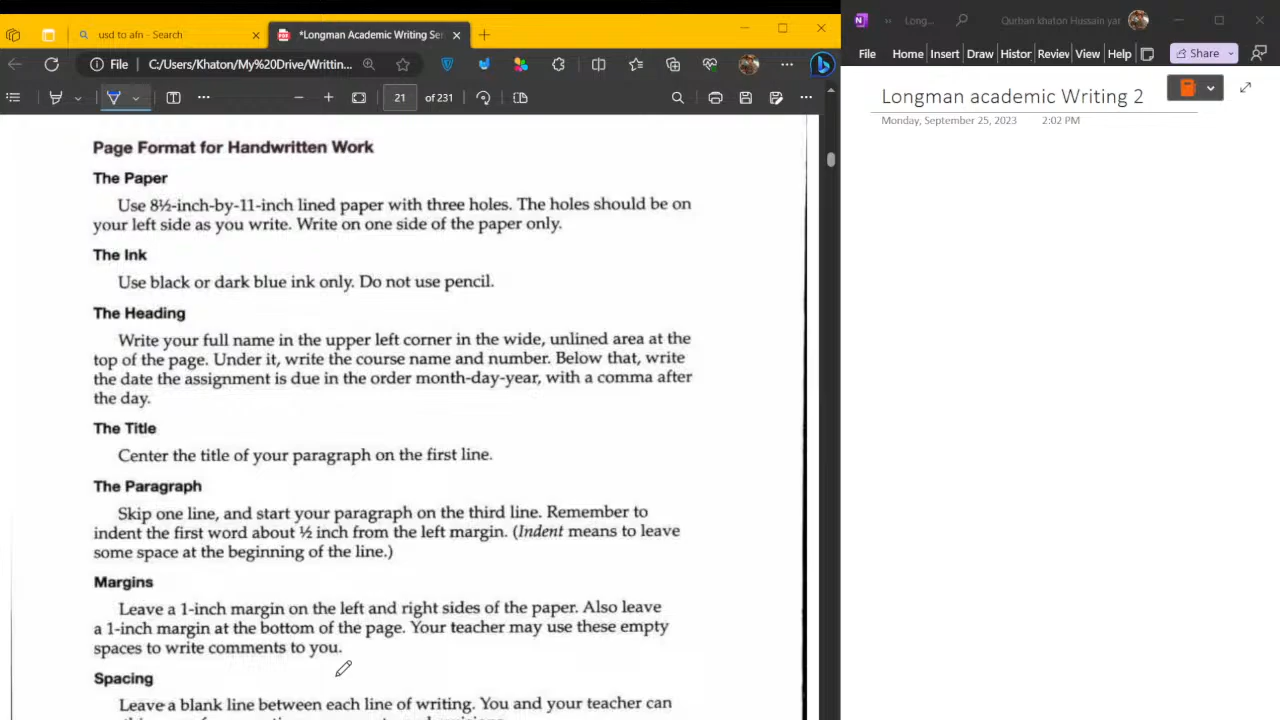 usd to afn - Search
*Longman Academic Writing Ser
File
C:/Users/Khaton/My%20Drive/Writtin...
21 of 231
Page Format for Handwritten Work
The Paper
Use 8½-inch-by-11-inch lined paper with three holes. The holes should be on
your left side as you write. Write on one side of the paper only.
The Ink
Use black or dark blue ink only. Do not use pencil.
The Heading
Write your full name in the upper left corner in the wide, unlined area at the
top of the page. Under it, write the course name and number. Below that, write
the date the assignment is due in the order month-day-year, with a comma after
the day.
The Title
Center the title of your paragraph on the first line.
The Paragraph
Skip one line, and start your paragraph on the third line. Remember to
indent the first word about ½ inch from the left margin. (Indent means to leave
some space at the beginning of the line.)
Margins
Leave a 1-inch margin on the left and right sides of the paper. Also leave
a 1-inch margin at the bottom of the page. Your teacher may use these empty
spaces to write comments to you.
Spacing
Leave a blank line between each line of writing. You and your teacher can
Long...
Qurban khuton Hussain yar
File Home Insert Draw Histor Review View Help Share
Longman academic Writing 2
Monday, September 25, 2023 2:02 PM